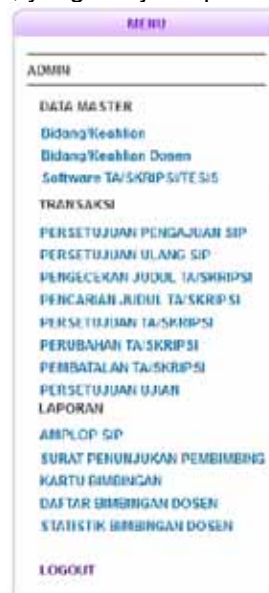 MENU
ADMIN
DATA MASTER
Bidang/Keahlian
Bidang/Keahlian Dosen
Software TA/SKRIPSI/TESIS
TRANSAKSI
PERSETUJUAN PENGAJUAN SIP
PERSETUJUAN ULANG SIP
PENGECEKAN JUDUL TA/SKRIPSI
PENCARIAN JUDUL TA/SKRIPSI
PERSETUJUAN TA/SKRIPSI
PERUBAHAN TA/SKRIPSI
PEMBATALAN TA/SKRIPSI
PERSETUJUAN UJIAN
LAPORAN
AMPLOP SIP
SURAT PENUNJUKAN PEMBIMBING
KARTU BIMBINGAN
DAFTAR BIMBINGAN DOSEN
STATISTIK BIMBINGAN DOSEN
LOGOUT